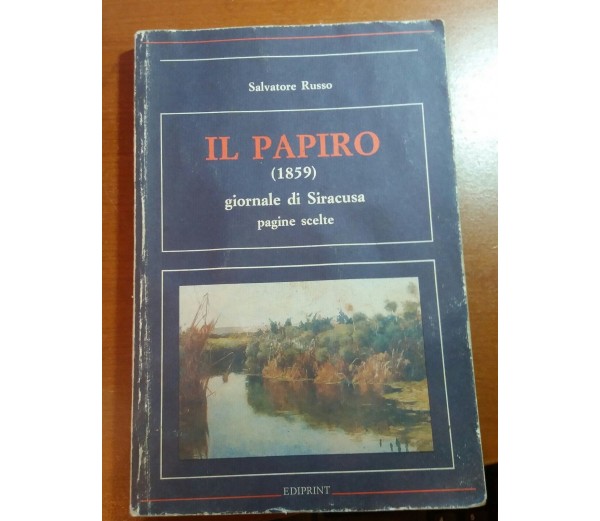 Salvatore Russo
IL PAPIRO
(1859)
giornale di Siracusa
pagine scelte
EDIPRINT